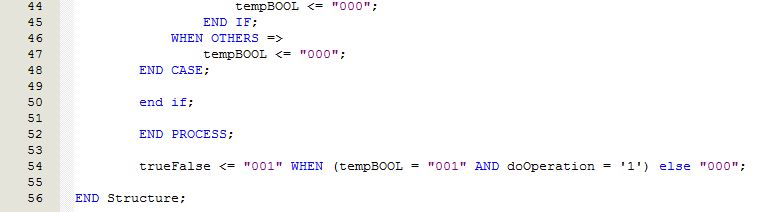 44 tempBOOL <= "000";
45 END IF;
46 WHEN OTHERS =>
47 tempBOOL <= "000";
48 END CASE;
49
50 end if;
51
52 END PROCESS;
53
54 trueFalse <= "001" WHEN (tempBOOL = "001" AND doOperation = '1') else "000";
55
56 END Structure;